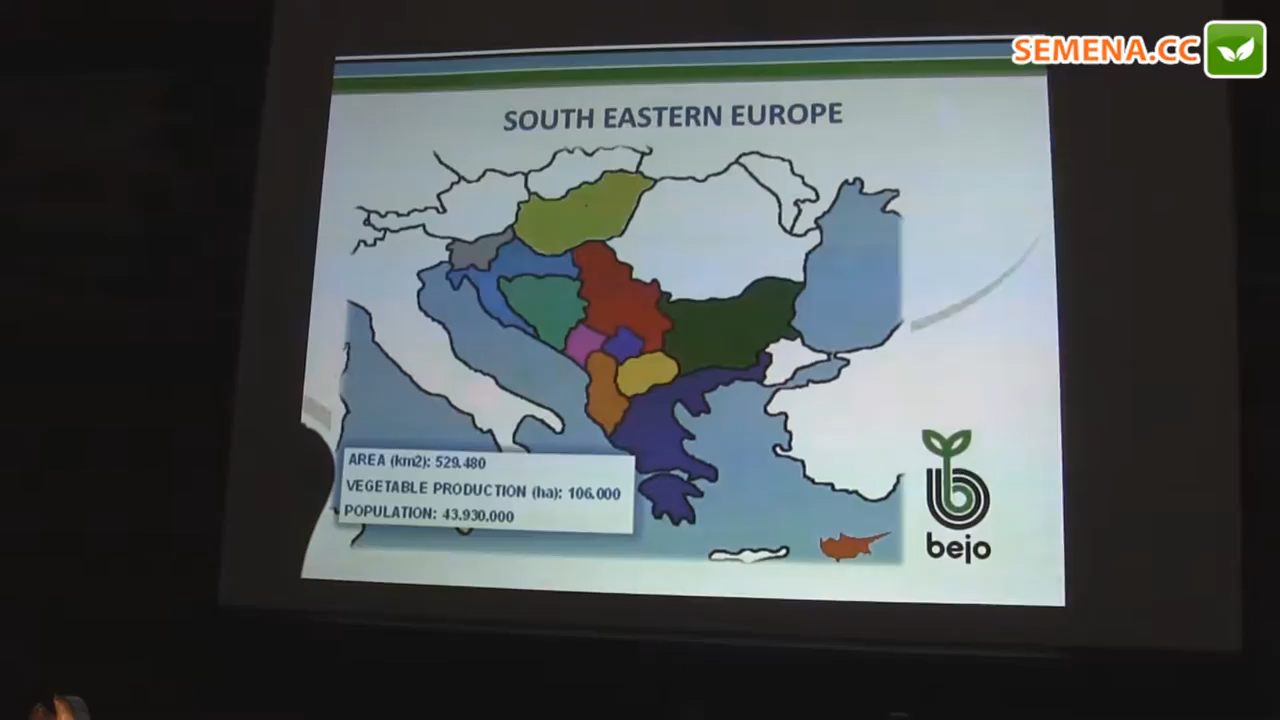 SEMENA.CC
SOUTH EASTERN EUROPE
AREA (km2): 529.480
VEGETABLE PRODUCTION (ha): 106.000
POPULATION: 43.930.000
bejo